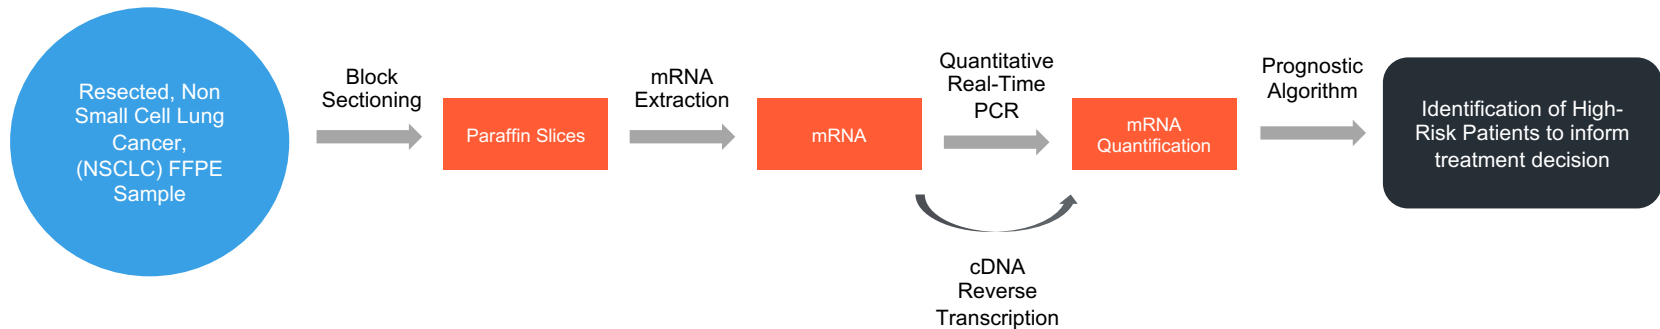 Resected, Non
Small Cell Lung
Cancer,
(NSCLC) FFPE
Sample
Block
Sectioning
Paraffin Slices
mRNA
Extraction
mRNA
Quantitative
Real-Time
PCR
cDNA
Reverse
Transcription
mRNA
Quantification
Prognostic
Algorithm
Identification of High-
Risk Patients to inform
treatment decision